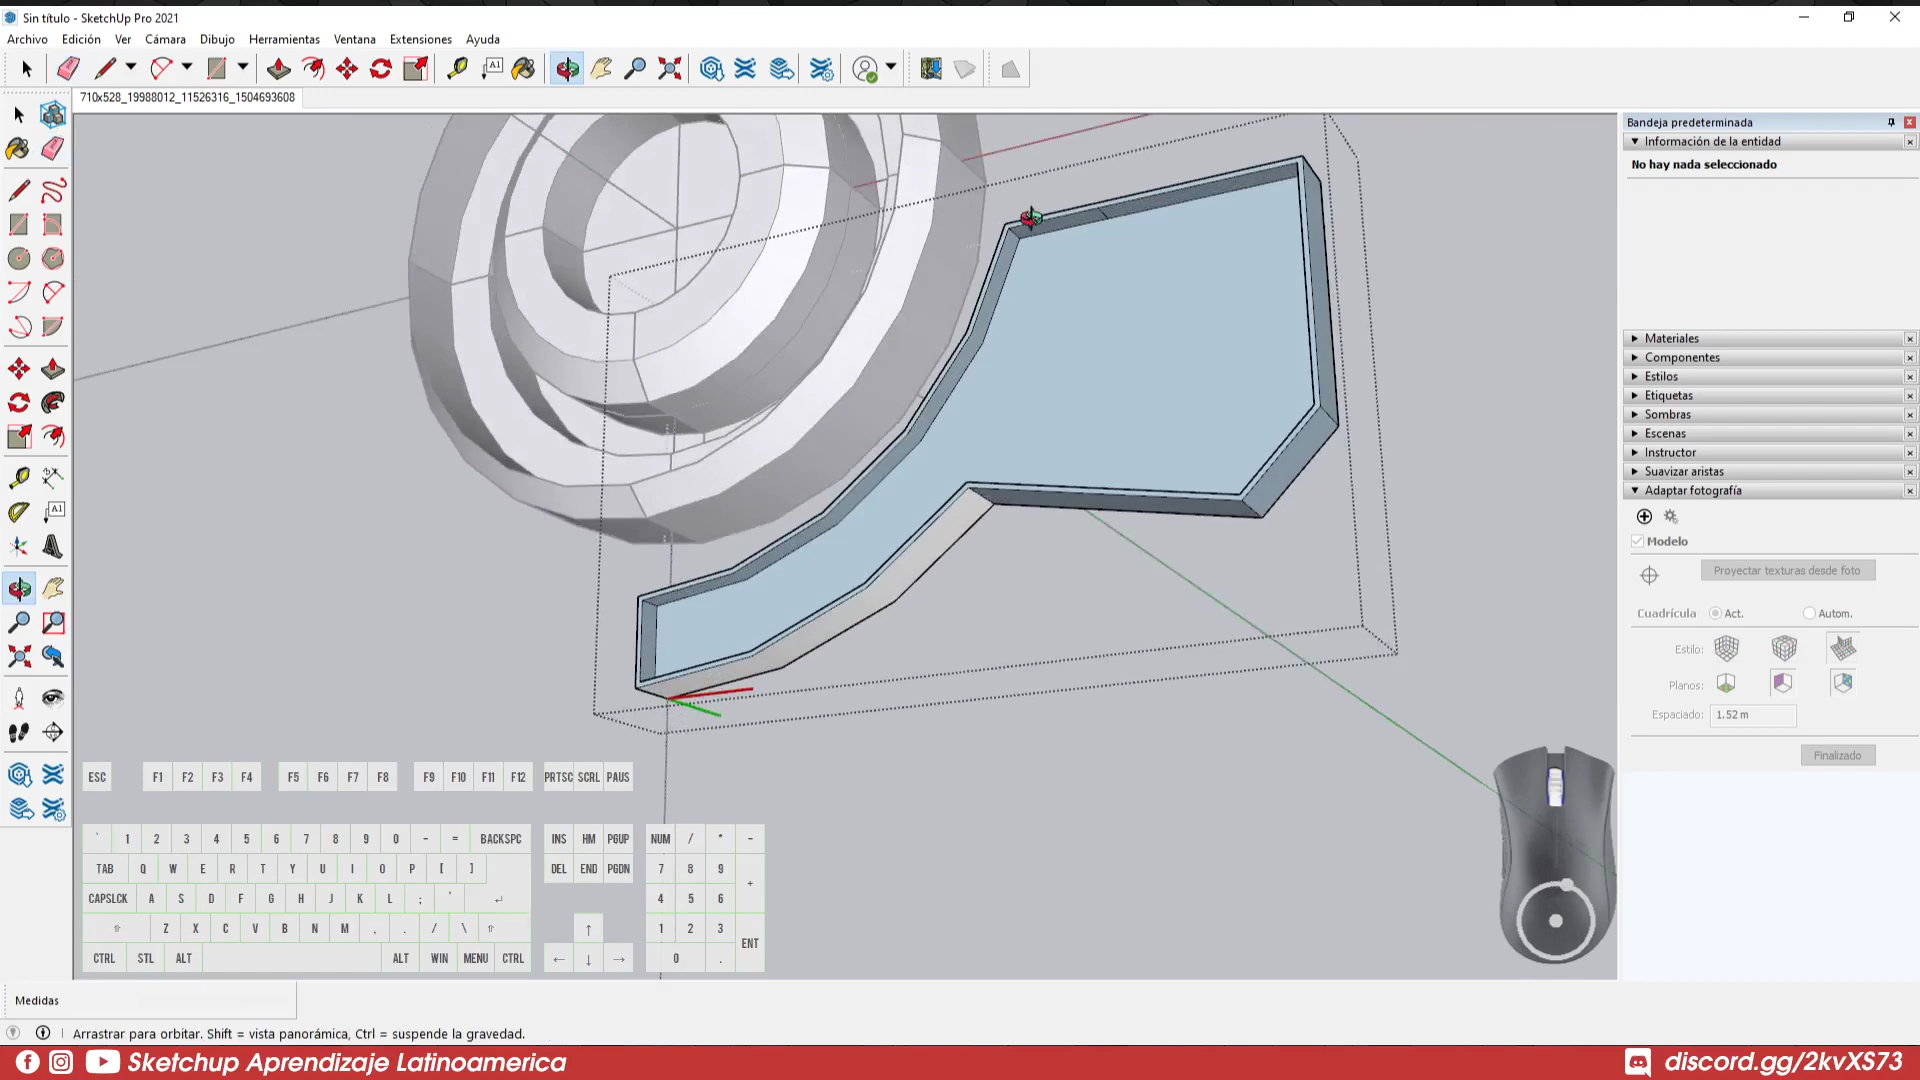 Sin título - SketchUp Pro 2021
Archivo Edición Ver Cámara Dibujo Herramientas Ventana Extensiones Ayuda
A1
710x528_19988012_11526316_1504693608
Bandeja predeterminada
Información de la entidad
No hay nada seleccionado
Materiales
Componentes
Estilos
Etiquetas
Sombras
Escenas
Instructor
Suavizar aristas
Adaptar fotografía
Modelo
Proyectar texturas desde foto
Cuadrícula Act. Autom.
Estilo:
Planos:
Espaciado: 1.52 m
Finalizado
A1
ESC F1 F2 F3 F4 F5 F6 F7 F8 F9 F10 F11 F12 PRTSC SCRL PAUS
` 1 2 3 4 5 6 7 8 9 0 - = BACKSPC INS HM PGUP NUM / * -
TAB Q W E R T Y U I O P [ ] DEL END PGDN 7 8 9 +
CAPSLCK A S D F G H J K L ; ' ↵ 4 5 6
⇧ Z X C V B N M , . / \ ⇧ ↑ 1 2 3 ENT
CTRL STL ALT ALT WIN MENU CTRL ← ↓ → 0 .
Medidas
Arrastrar para orbitar. Shift = vista panorámica, Ctrl = suspende la gravedad.
Sketchup Aprendizaje Latinoamerica
discord.gg/2kvXS73